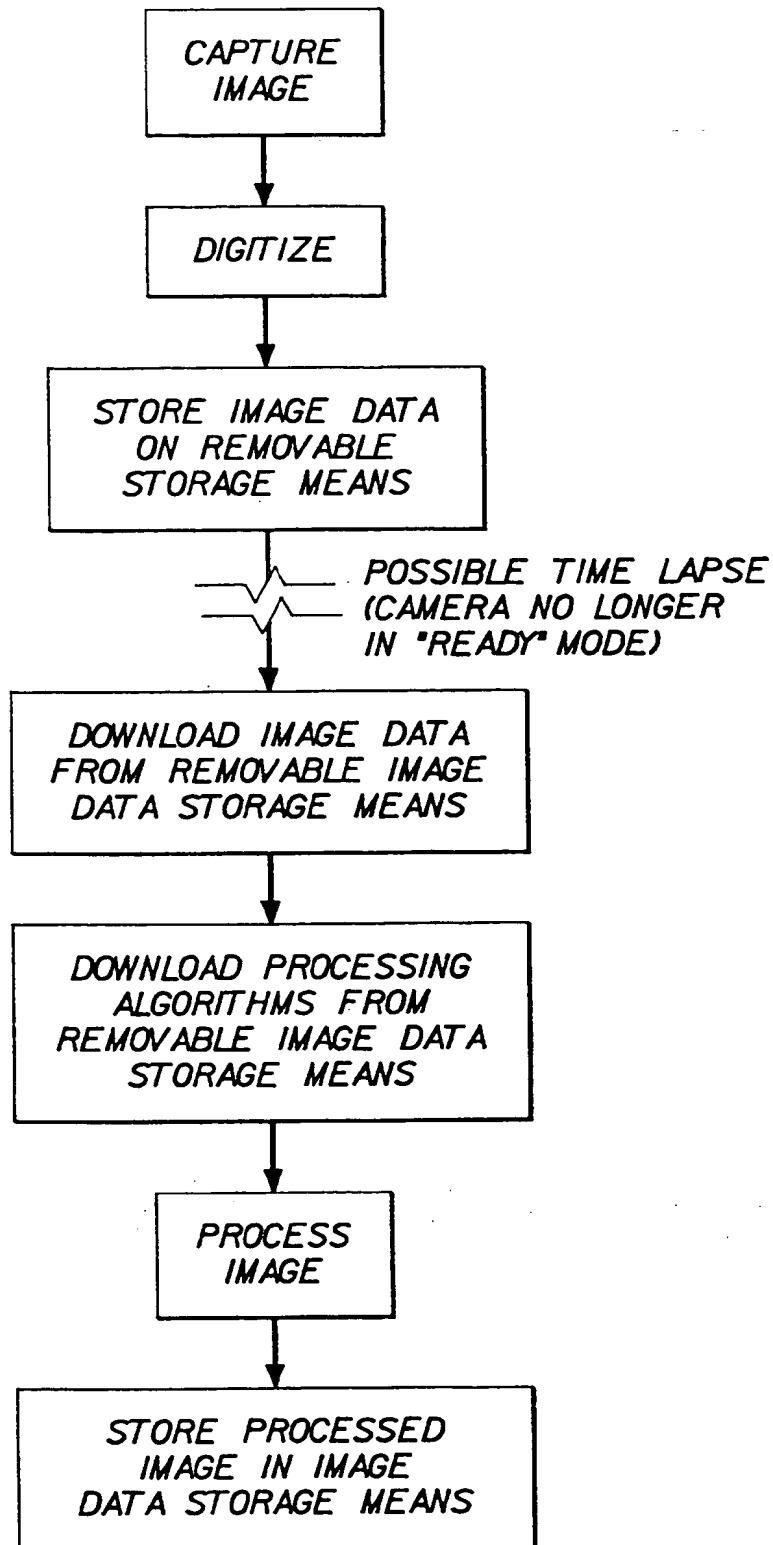 CAPTURE
IMAGE
DIGITIZE
STORE IMAGE DATA
ON REMOVABLE
STORAGE MEANS
POSSIBLE TIME LAPSE
(CAMERA NO LONGER
IN "READY" MODE)
DOWNLOAD IMAGE DATA
FROM REMOVABLE IMAGE
DATA STORAGE MEANS
DOWNLOAD PROCESSING
ALGORITHMS FROM
REMOVABLE IMAGE DATA
STORAGE MEANS
PROCESS
IMAGE
STORE PROCESSED
IMAGE IN IMAGE
DATA STORAGE MEANS